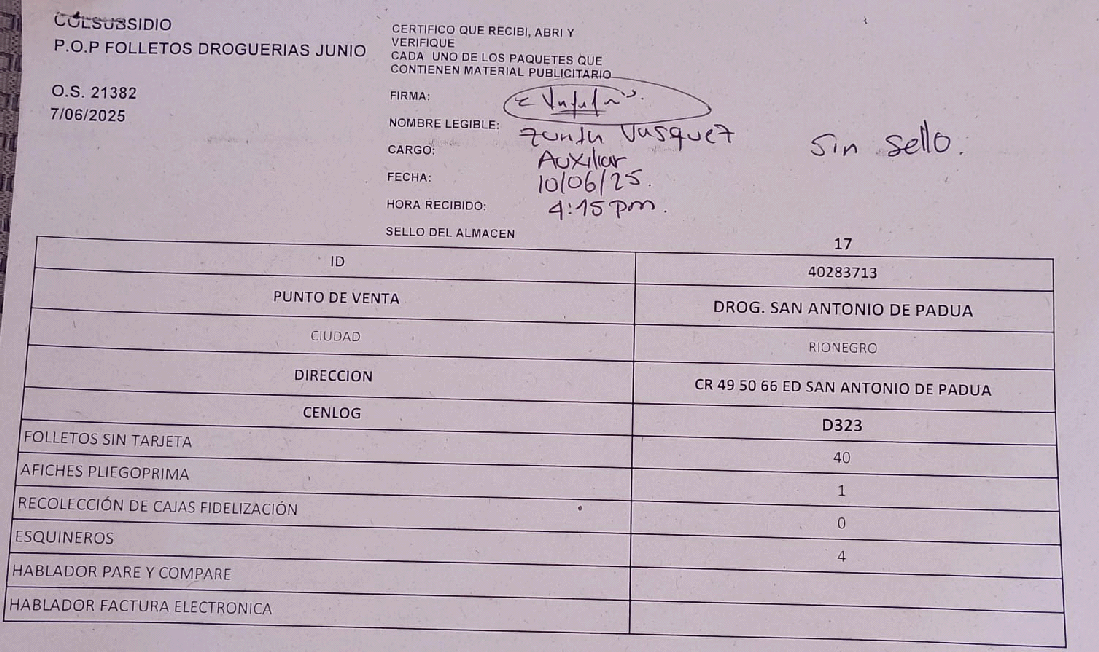 COLSUBSIDIO
P.O.P FOLLETOS DROGUERIAS JUNIO
O.S. 21382
7/06/2025
CERTIFICO QUE RECIBI, ABRI Y
VERIFIQUE
CADA UNO DE LOS PAQUETES QUE
CONTIENEN MATERIAL PUBLICITARIO
FIRMA:
NOMBRE LEGIBLE: Vasquez
CARGO: Auxiliar
FECHA: 10/06/25.
HORA RECIBIDO: 4:15 pm.
SELLO DEL ALMACEN
Sin sello.
17
ID 40283713
PUNTO DE VENTA DROG. SAN ANTONIO DE PADUA
CIUDAD RIONEGRO
DIRECCION CR 49 50 66 ED SAN ANTONIO DE PADUA
CENLOG D323
FOLLETOS SIN TARJETA 40
AFICHES PLIEGOPRIMA 1
RECOLECCIÓN DE CAJAS FIDELIZACIÓN 0
ESQUINEROS 4
HABLADOR PARE Y COMPARE
HABLADOR FACTURA ELECTRONICA